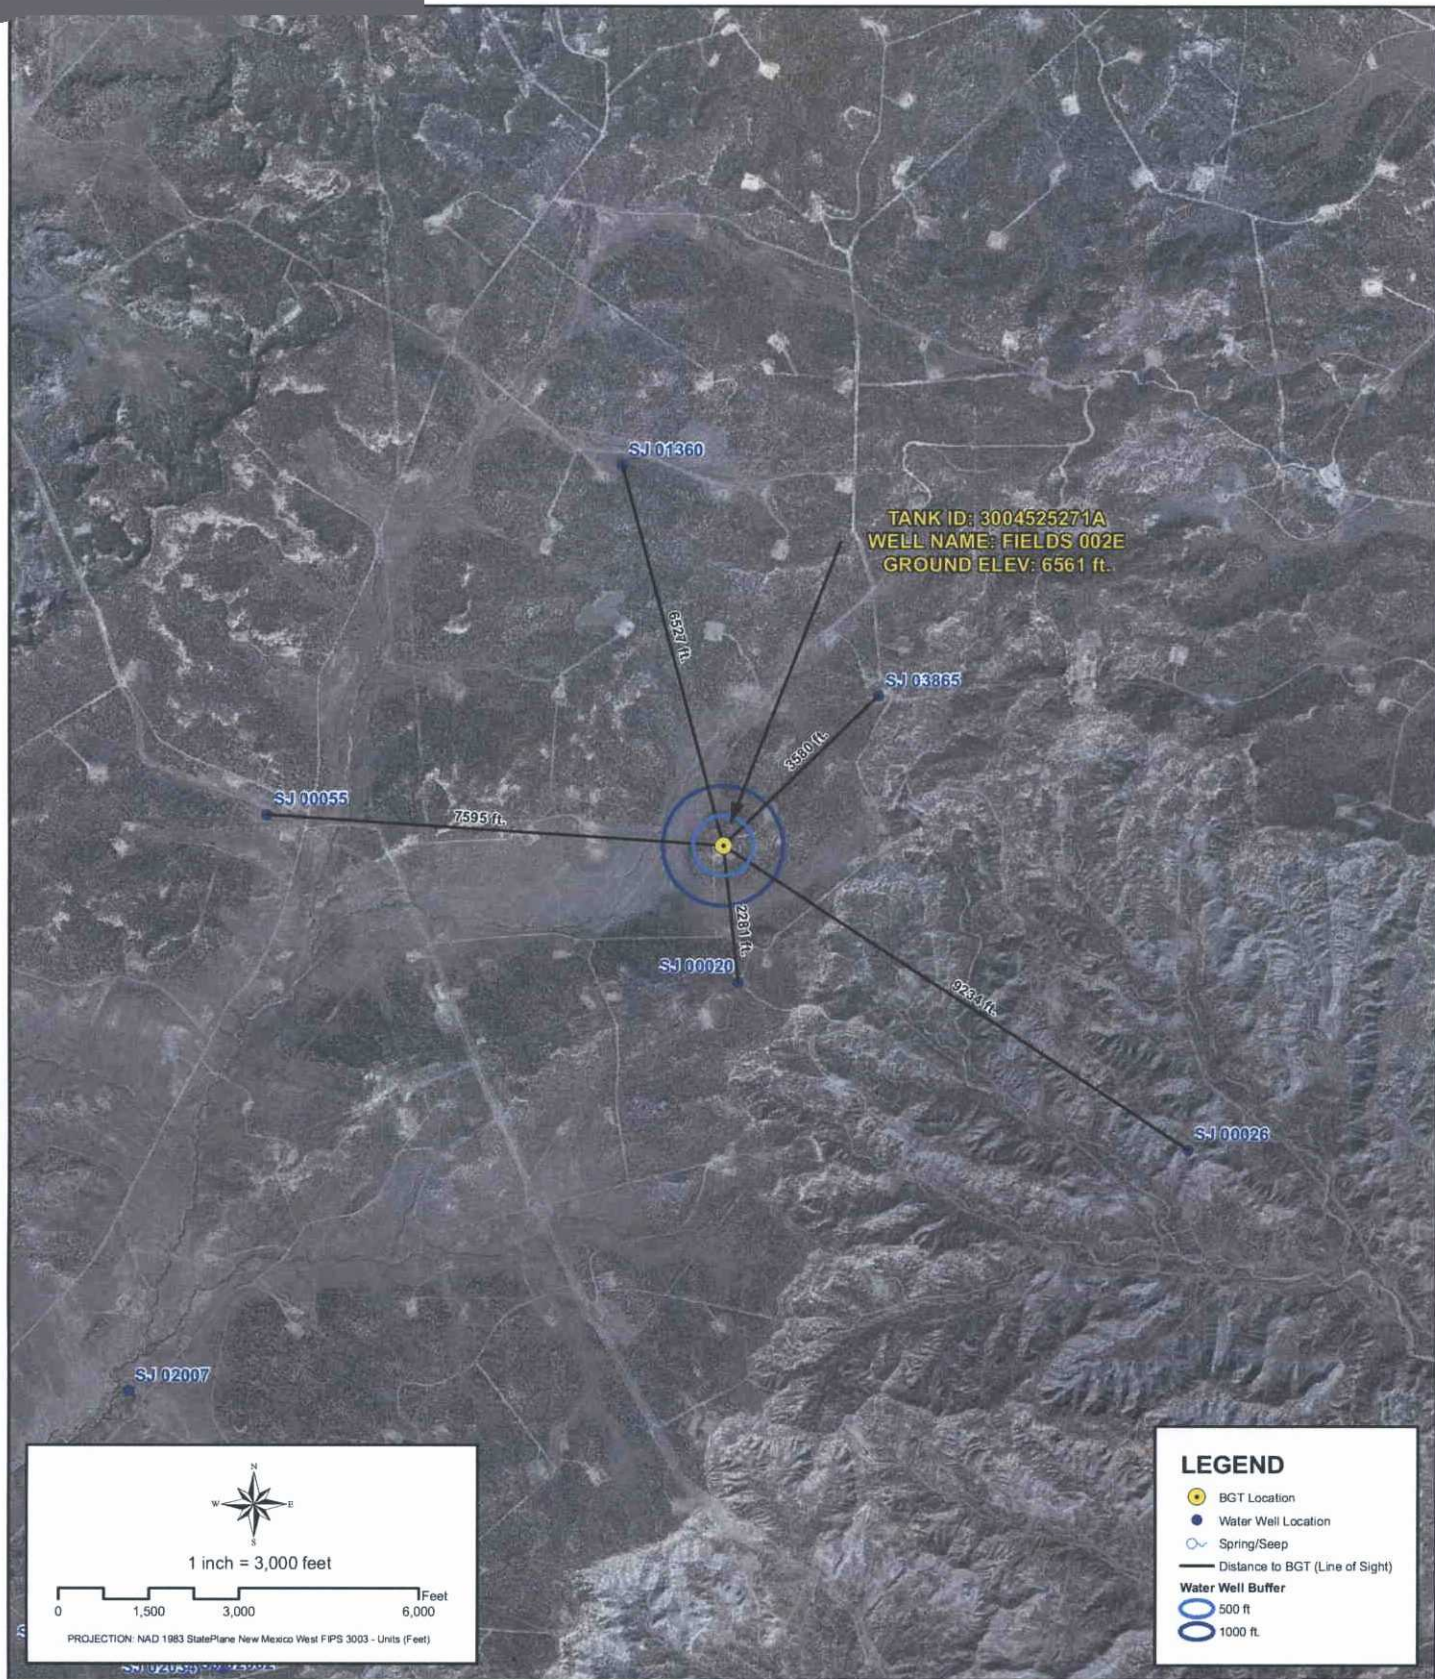 SJ 01360
TANK ID: 3004525271A
WELL NAME: FIELDS 002E
GROUND ELEV: 6561 ft.
6527 ft.
SJ 03865
3580 ft.
SJ 00055
7595 ft.
2281 ft.
SJ 00020
9234 ft.
SJ 00026
SJ 02007
N
W E
S
1 inch = 3,000 feet
Feet
0 1,500 3,000 6,000
PROJECTION: NAD 1983 StatePlane New Mexico West FIPS 3003 - Units (Feet)
SJ 02034
LEGEND
BGT Location
Water Well Location
Spring/Seep
Distance to BGT (Line of Sight)
Water Well Buffer
500 ft
1000 ft.